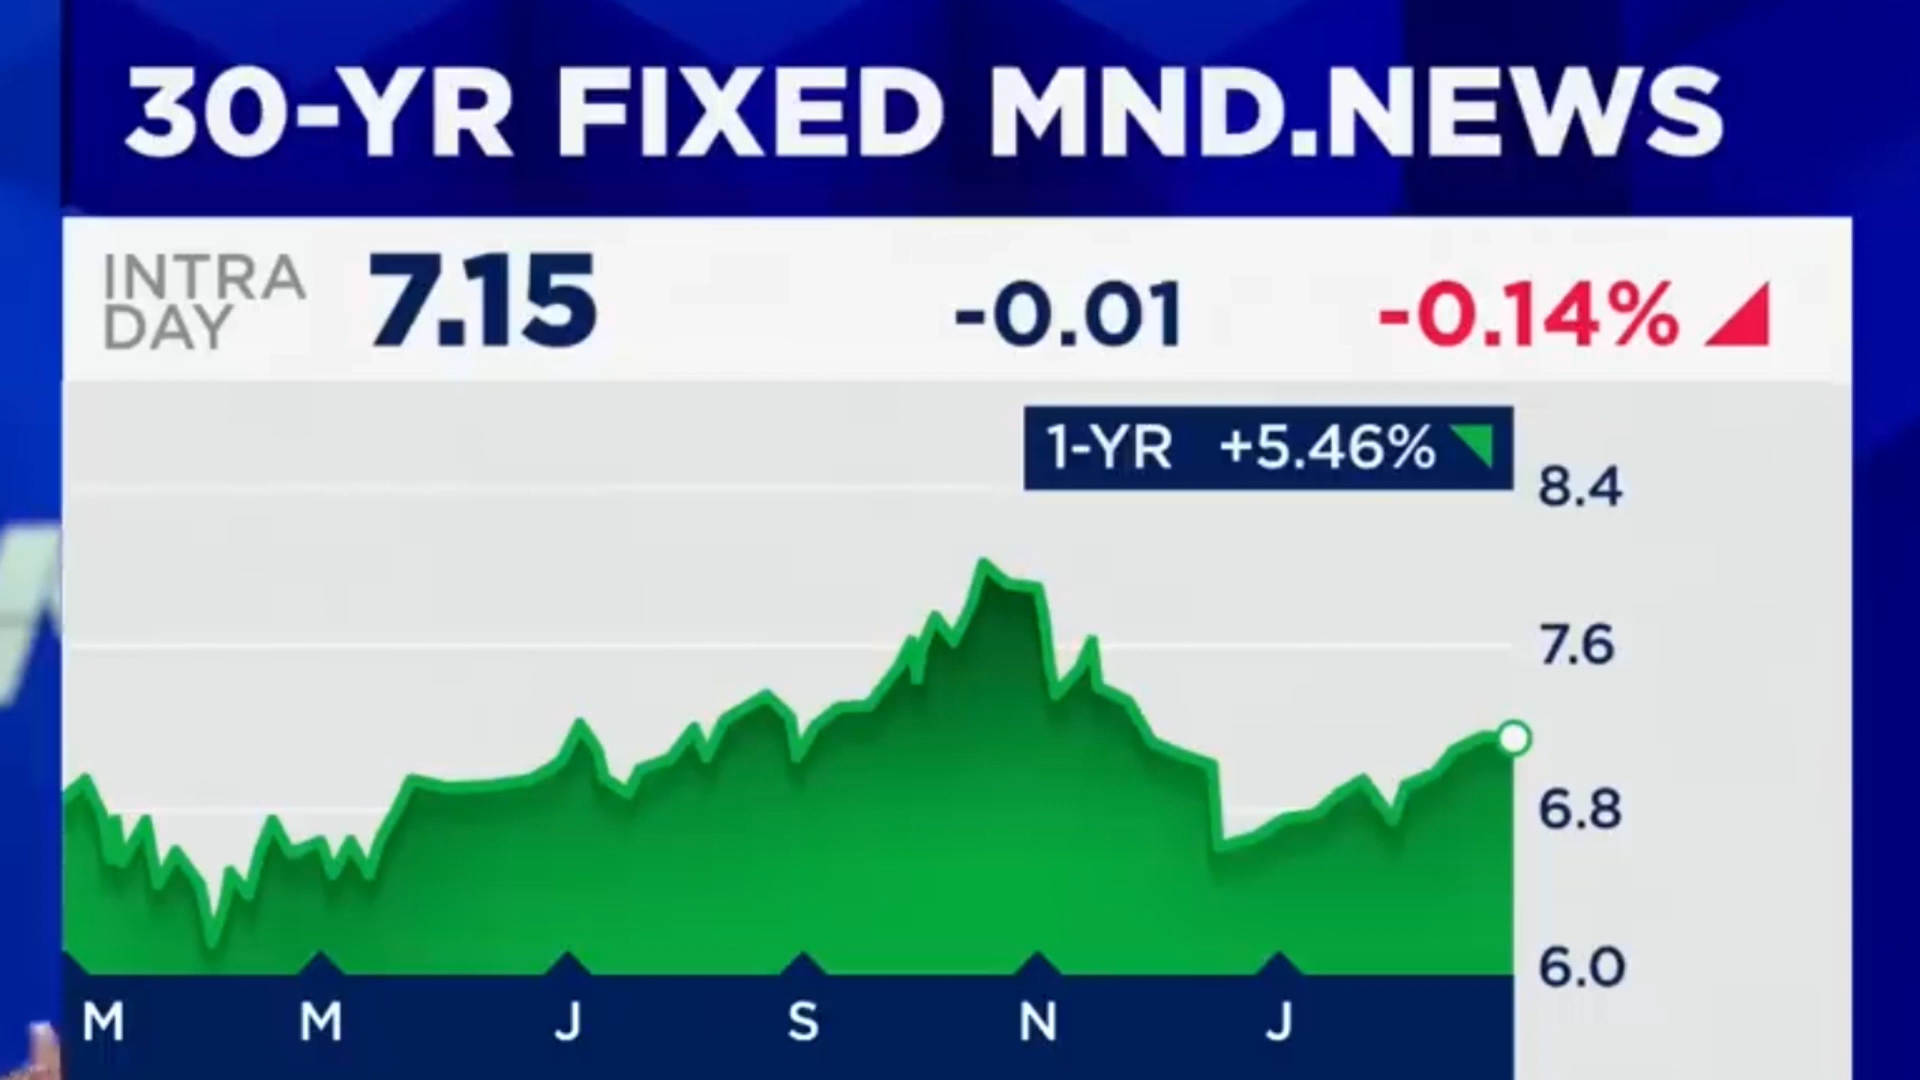 30-YR FIXED MND.NEWS
INTRA
DAY
7.15 -0.01 -0.14%
1-YR +5.46%
8.4
7.6
6.8
6.0
M M J S N J